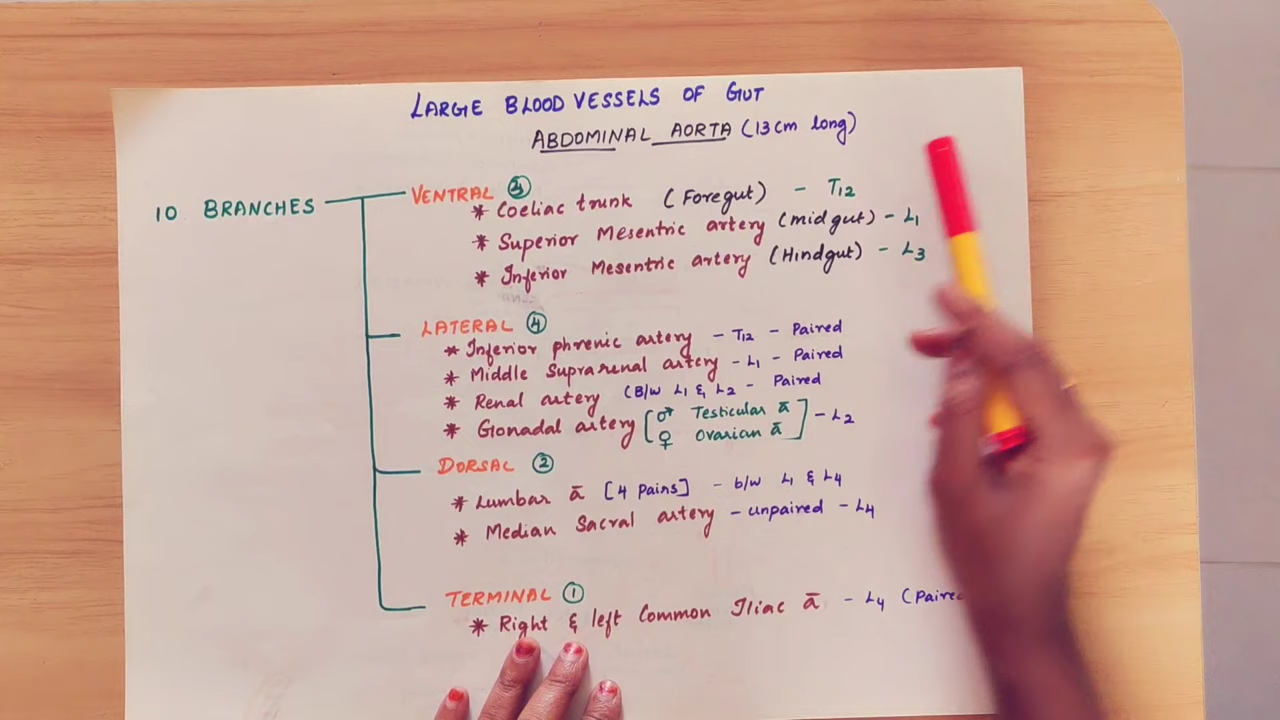 LARGE BLOOD VESSELS OF GUT
ABDOMINAL AORTA (13cm long)
10 BRANCHES
VENTRAL 3
* Coeliac trunk (Foregut) - T12
* Superior Mesentric artery (midgut) - L1
* Inferior Mesentric artery (Hindgut) - L3
LATERAL 4
* Inferior phrenic artery - T12 - Paired
* Middle Suprarenal artery - L1 - Paired
* Renal artery (B/w L1 & L2 - Paired
* Gonadal artery [♂ Testicular ā
♀ Ovarian ā] - L2
DORSAL 2
* Lumbar ā [4 Pairs] - b/w L1 & L4
* Median Sacral artery - unpaired - L4
TERMINAL 1
* Right & left Common Iliac ā - L4 (Paired